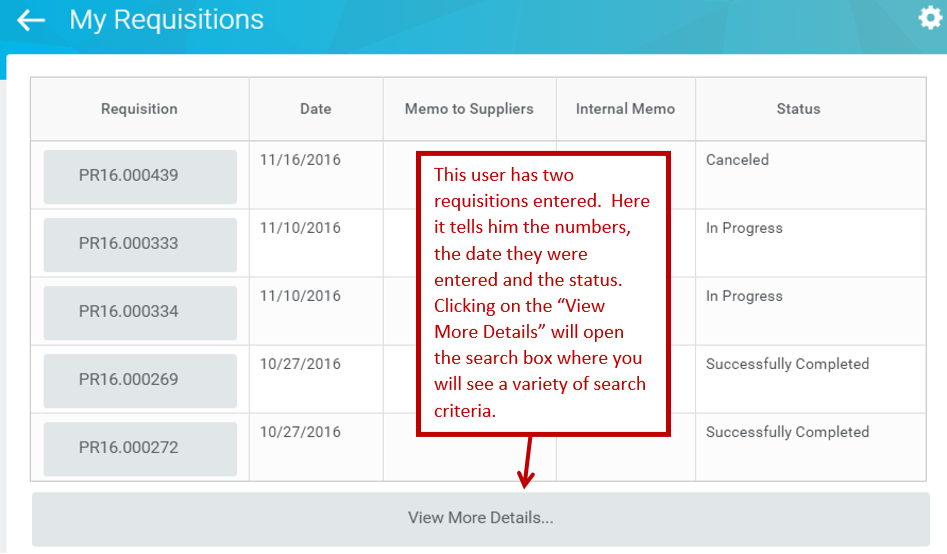 My Requisitions
Requisition Date Memo to Suppliers Internal Memo Status
PR16.000439 11/16/2016 Canceled
PR16.000333 11/10/2016 In Progress
PR16.000334 11/10/2016 In Progress
PR16.000269 10/27/2016 Successfully Completed
PR16.000272 10/27/2016 Successfully Completed
This user has two
requisitions entered.  Here
it tells him the numbers,
the date they were
entered and the status.
Clicking on the “View
More Details” will open
the search box where you
will see a variety of search
criteria.
View More Details...